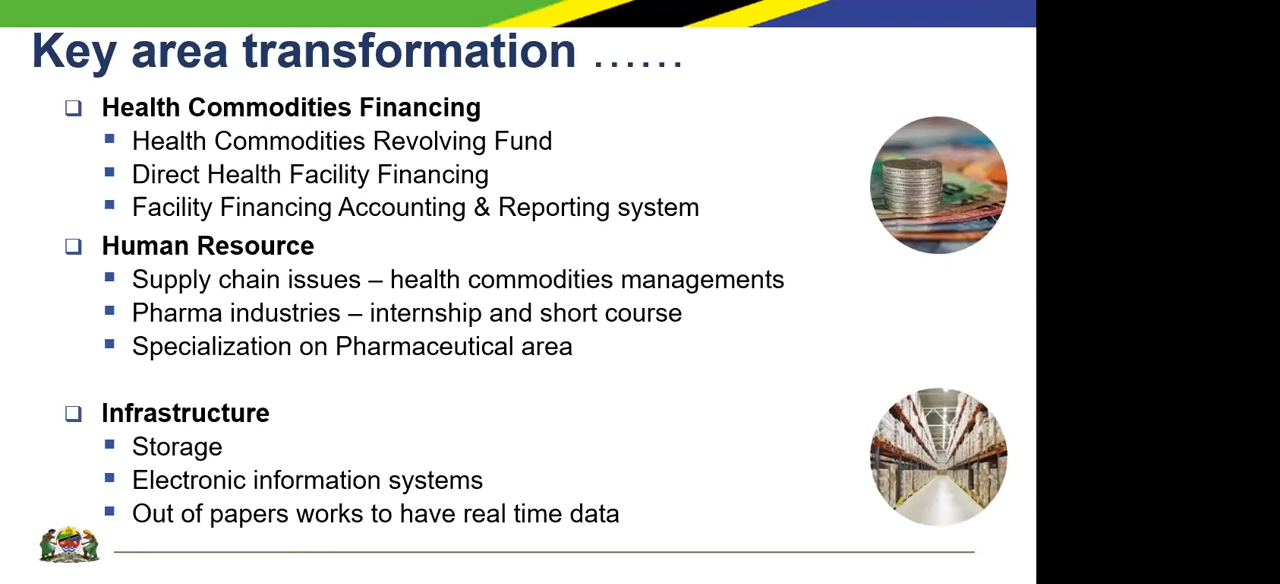 Key area transformation ......
❑ Health Commodities Financing
▪ Health Commodities Revolving Fund
▪ Direct Health Facility Financing
▪ Facility Financing Accounting & Reporting system
❑ Human Resource
▪ Supply chain issues – health commodities managements
▪ Pharma industries – internship and short course
▪ Specialization on Pharmaceutical area
❑ Infrastructure
▪ Storage
▪ Electronic information systems
▪ Out of papers works to have real time data